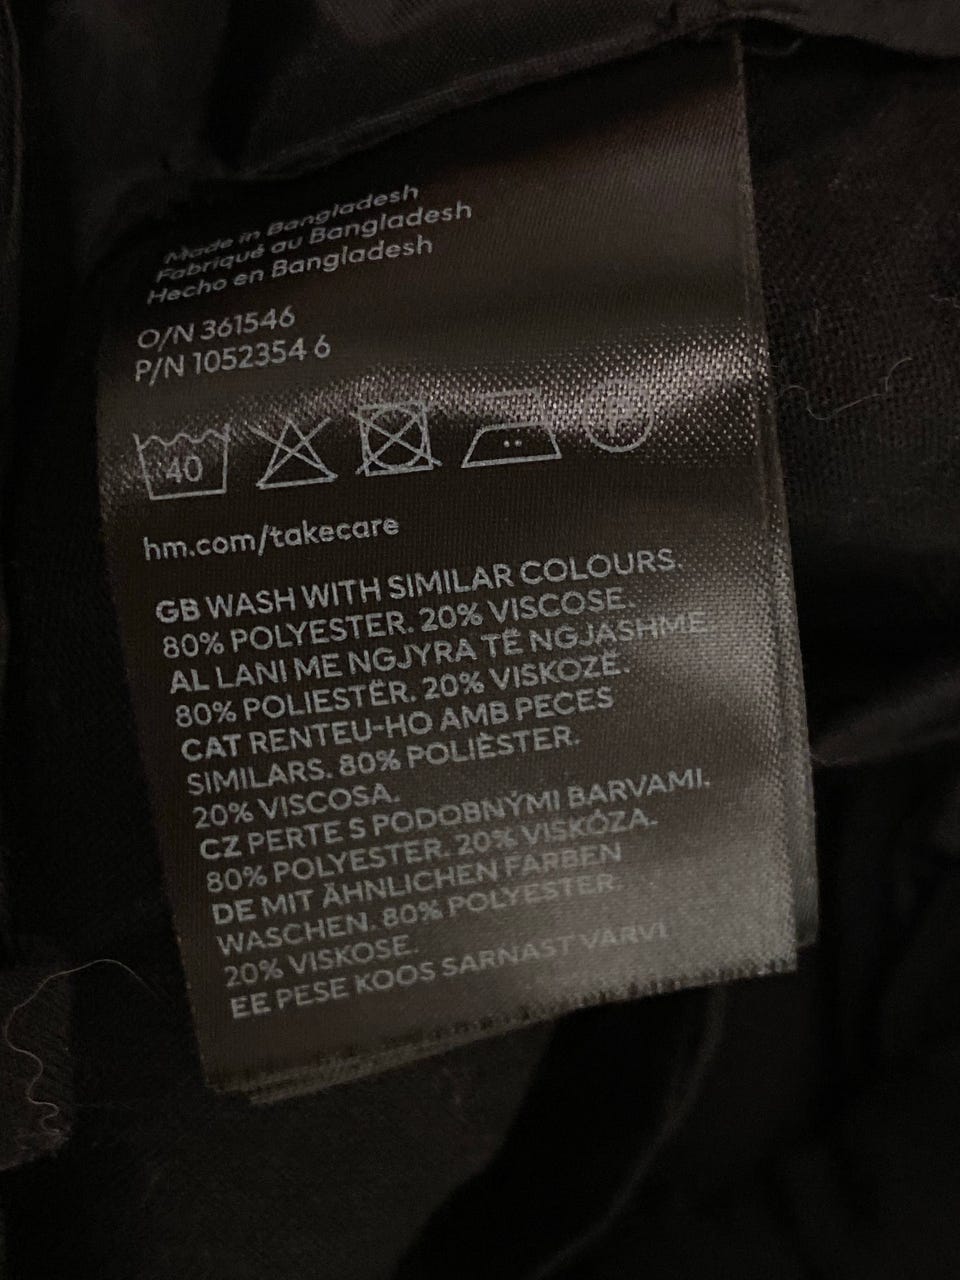 Made in Bangladesh
Fabriqué au Bangladesh
Hecho en Bangladesh
O/N 361546
P/N 1052354 6
40
P
hm.com/takecare
GB WASH WITH SIMILAR COLOURS.
80% POLYESTER. 20% VISCOSE.
AL LANI ME NGJYRA TË NGJASHME
80% POLIESTËR. 20% VISKOZË.
CAT RENTEU-HO AMB PECES
SIMILARS. 80% POLIÈSTER.
20% VISCOSA.
CZ PERTE S PODOBNÝMI BARVAMI.
80% POLYESTER. 20% VISKÓZA.
DE MIT ÄHNLICHEN FARBEN
WASCHEN. 80% POLYESTER.
20% VISKOSE.
EE PESE KOOS SARNAST VÄRVI